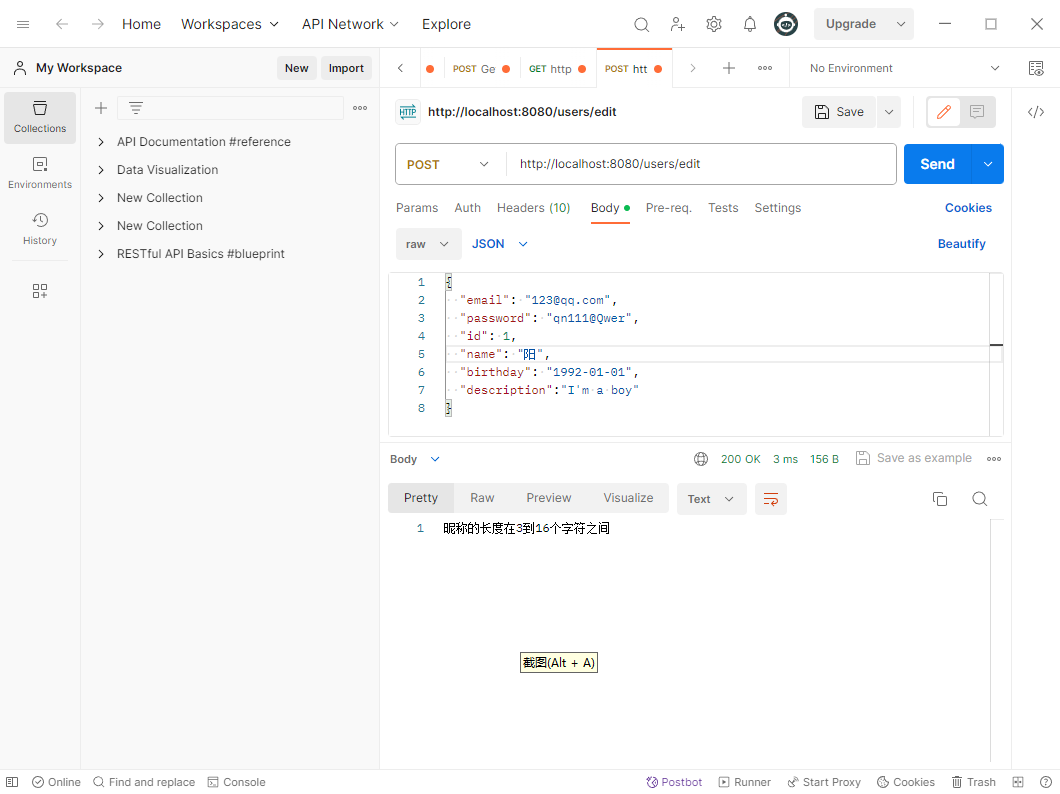 Home Workspaces API Network Explore Upgrade
My Workspace New Import POST Ge GET http POST htt No Environment
Collections
Environments
History
API Documentation #reference
Data Visualization
New Collection
New Collection
RESTful API Basics #blueprint
HTTP http://localhost:8080/users/edit Save
POST http://localhost:8080/users/edit Send
Params Auth Headers (10) Body Pre-req. Tests Settings Cookies
raw JSON Beautify
1 {
2 "email": "123@qq.com",
3 "password": "qn111@Qwer",
4 "id": 1,
5 "name": "阳",
6 "birthday": "1992-01-01",
7 "description":"I'm a boy"
8 }
Body 200 OK 3 ms 156 B Save as example
Pretty Raw Preview Visualize Text
1 昵称的长度在3到16个字符之间
截图(Alt + A)
Online Find and replace Console Postbot Runner Start Proxy Cookies Trash